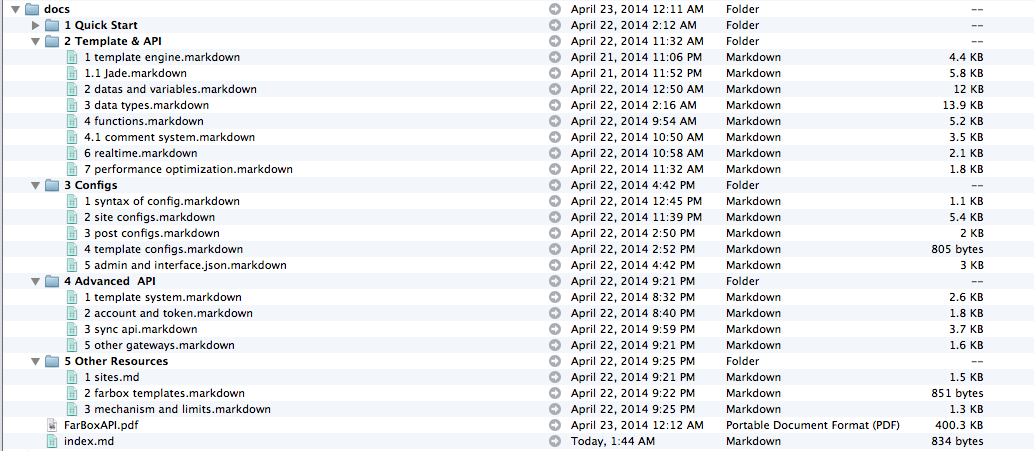 docs April 23, 2014 12:11 AM Folder --
1 Quick Start April 22, 2014 2:12 AM Folder --
2 Template & API April 22, 2014 11:32 AM Folder --
1 template engine.markdown April 21, 2014 11:06 PM Markdown 4.4 KB
1.1 Jade.markdown April 21, 2014 11:52 PM Markdown 5.8 KB
2 datas and variables.markdown April 22, 2014 12:50 AM Markdown 12 KB
3 data types.markdown April 22, 2014 2:16 AM Markdown 13.9 KB
4 functions.markdown April 22, 2014 9:54 AM Markdown 5.2 KB
4.1 comment system.markdown April 22, 2014 10:50 AM Markdown 3.5 KB
6 realtime.markdown April 22, 2014 10:58 AM Markdown 2.1 KB
7 performance optimization.markdown April 22, 2014 11:32 AM Markdown 1.8 KB
3 Configs April 22, 2014 4:42 PM Folder --
1 syntax of config.markdown April 22, 2014 12:45 PM Markdown 1.1 KB
2 site configs.markdown April 22, 2014 11:39 PM Markdown 5.4 KB
3 post configs.markdown April 22, 2014 2:50 PM Markdown 2 KB
4 template configs.markdown April 22, 2014 2:52 PM Markdown 805 bytes
5 admin and interface.json.markdown April 22, 2014 4:42 PM Markdown 3 KB
4 Advanced  API April 22, 2014 9:21 PM Folder --
1 template system.markdown April 22, 2014 8:32 PM Markdown 2.6 KB
2 account and token.markdown April 22, 2014 8:40 PM Markdown 1.8 KB
3 sync api.markdown April 22, 2014 9:59 PM Markdown 3.7 KB
5 other gateways.markdown April 22, 2014 9:21 PM Markdown 1.6 KB
5 Other Resources April 22, 2014 9:25 PM Folder --
1 sites.md April 22, 2014 9:21 PM Markdown 1.5 KB
2 farbox templates.markdown April 22, 2014 9:22 PM Markdown 851 bytes
3 mechanism and limits.markdown April 22, 2014 9:25 PM Markdown 1.3 KB
FarBoxAPI.pdf April 23, 2014 12:12 AM Portable Document Format (PDF) 400.3 KB
index.md Today, 1:44 AM Markdown 834 bytes